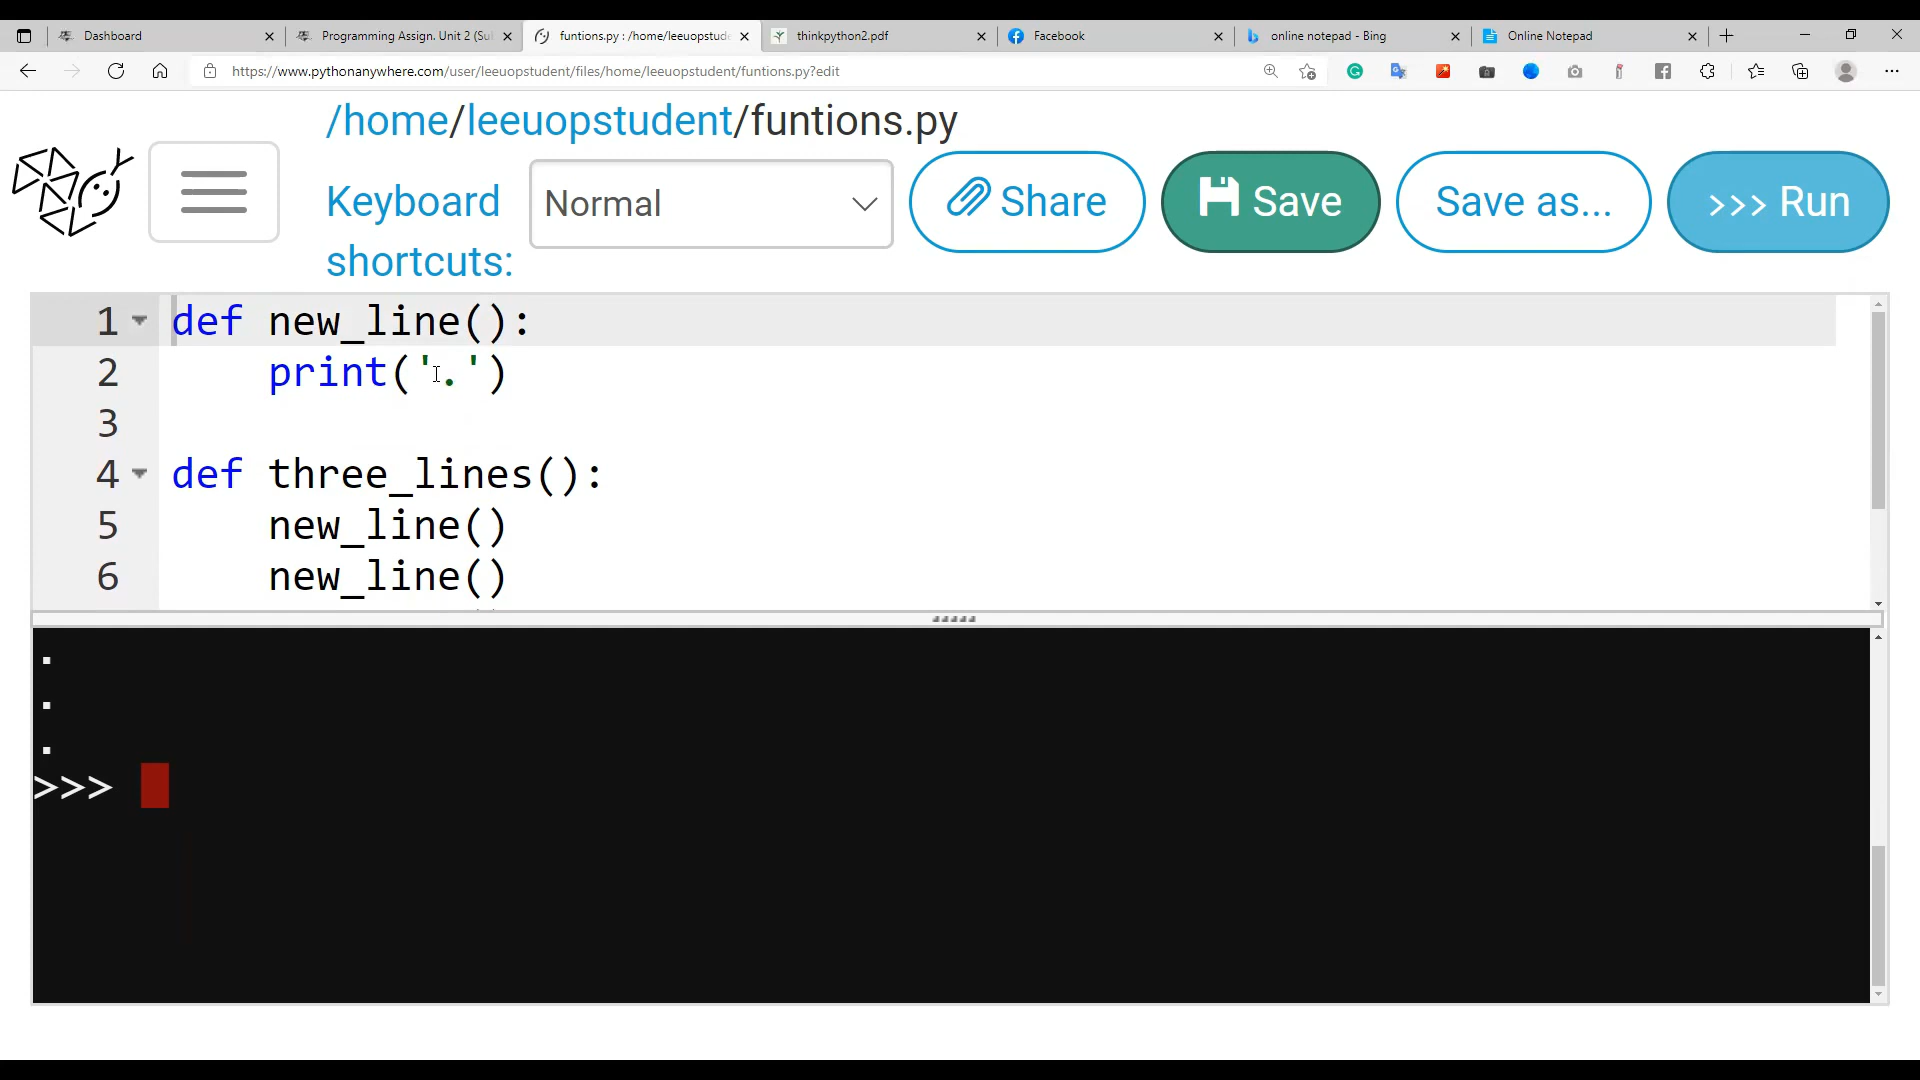 Dashboard
Programming Assign. Unit 2 (Su
funtions.py : /home/leeuopstude
thinkpython2.pdf
Facebook
online notepad - Bing
Online Notepad
https://www.pythonanywhere.com/user/leeuopstudent/files/home/leeuopstudent/funtions.py?edit
/home/leeuopstudent/funtions.py
Keyboard shortcuts:
Normal
Share
Save
Save as...
>>> Run
1 def new_line():
2 print('.')
3
4 def three_lines():
5 new_line()
6 new_line()
.
.
.
>>>